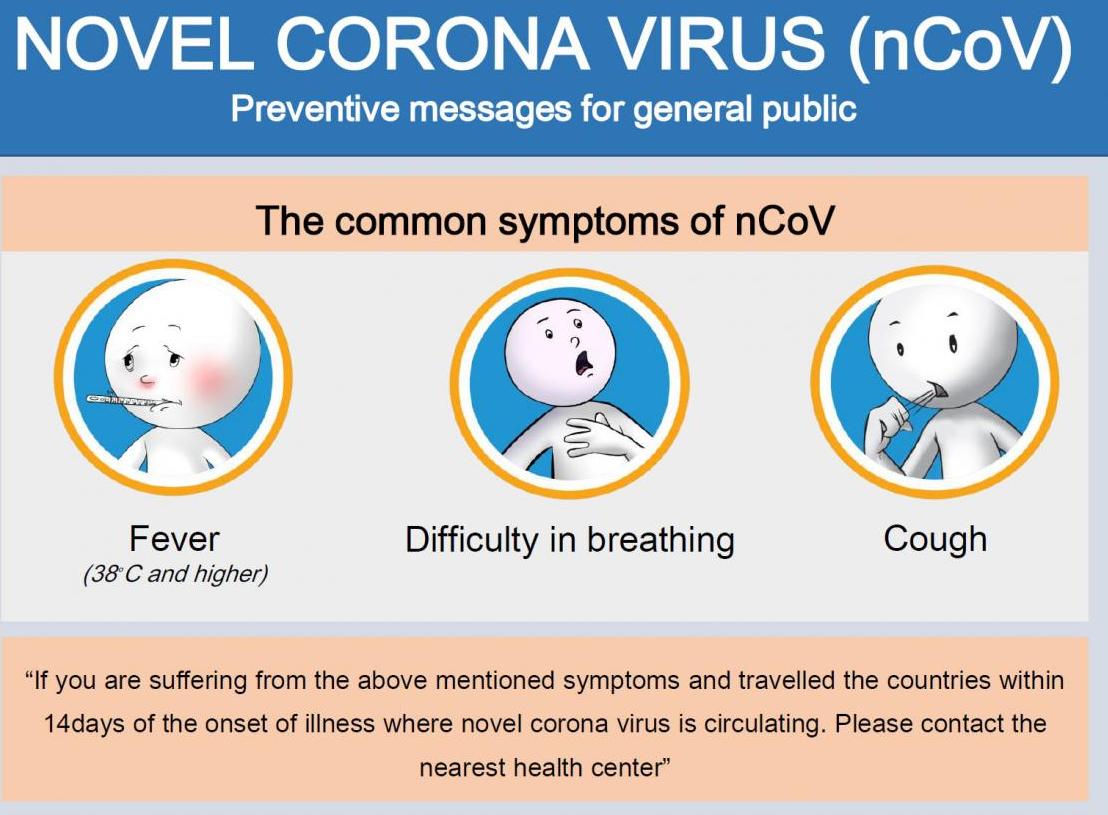 NOVEL CORONA VIRUS (nCoV)
Preventive messages for general public
The common symptoms of nCoV
Fever
(38°C and higher)
Difficulty in breathing
Cough
“If you are suffering from the above mentioned symptoms and travelled the countries within
14days of the onset of illness where novel corona virus is circulating. Please contact the
nearest health center”